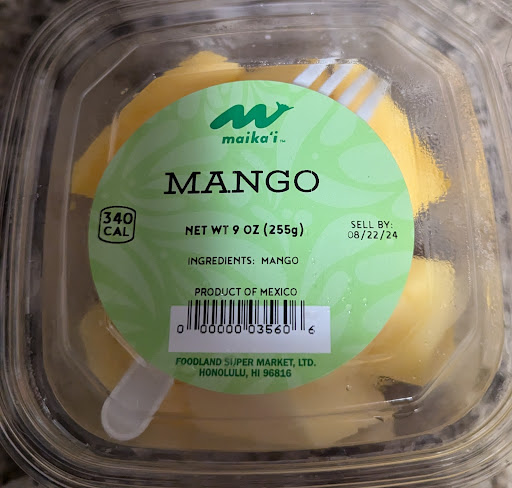 maika'i™
MANGO
340
CAL
NET WT 9 OZ (255g)
SELL BY:
08/22/24
INGREDIENTS: MANGO
PRODUCT OF MEXICO
0 00000 03560 6
FOODLAND SUPER MARKET, LTD.
HONOLULU, HI 96816